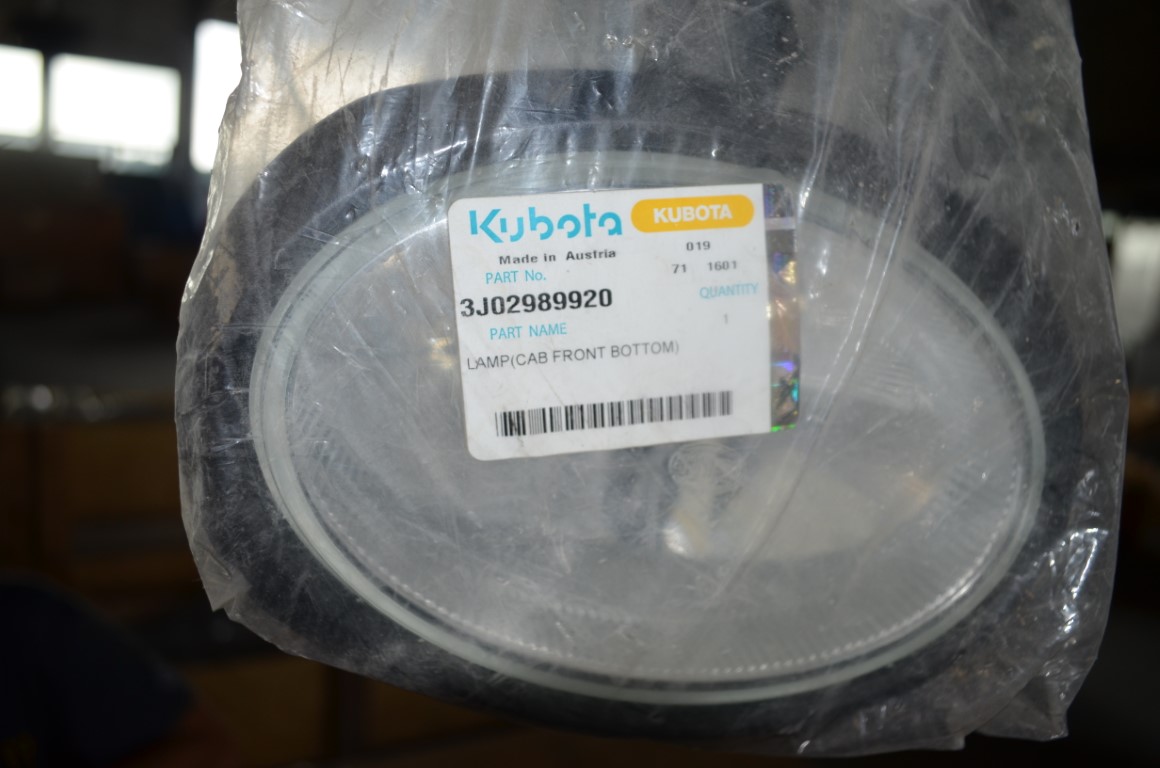 Kubota KUBOTA
Made in Austria 019
PART No. 71 1601
3J02989920 QUANTITY
PART NAME 1
LAMP(CAB FRONT BOTTOM)